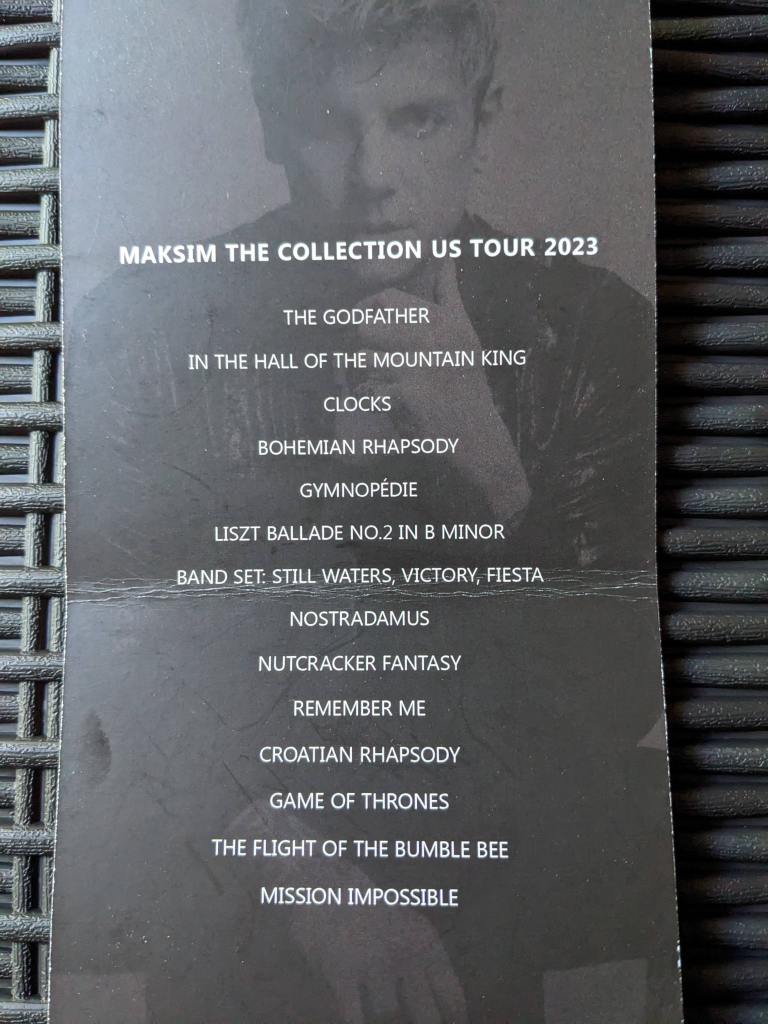 MAKSIM THE COLLECTION US TOUR 2023
THE GODFATHER
IN THE HALL OF THE MOUNTAIN KING
CLOCKS
BOHEMIAN RHAPSODY
GYMNOPÉDIE
LISZT BALLADE NO.2 IN B MINOR
BAND SET: STILL WATERS, VICTORY, FIESTA
NOSTRADAMUS
NUTCRACKER FANTASY
REMEMBER ME
CROATIAN RHAPSODY
GAME OF THRONES
THE FLIGHT OF THE BUMBLE BEE
MISSION IMPOSSIBLE